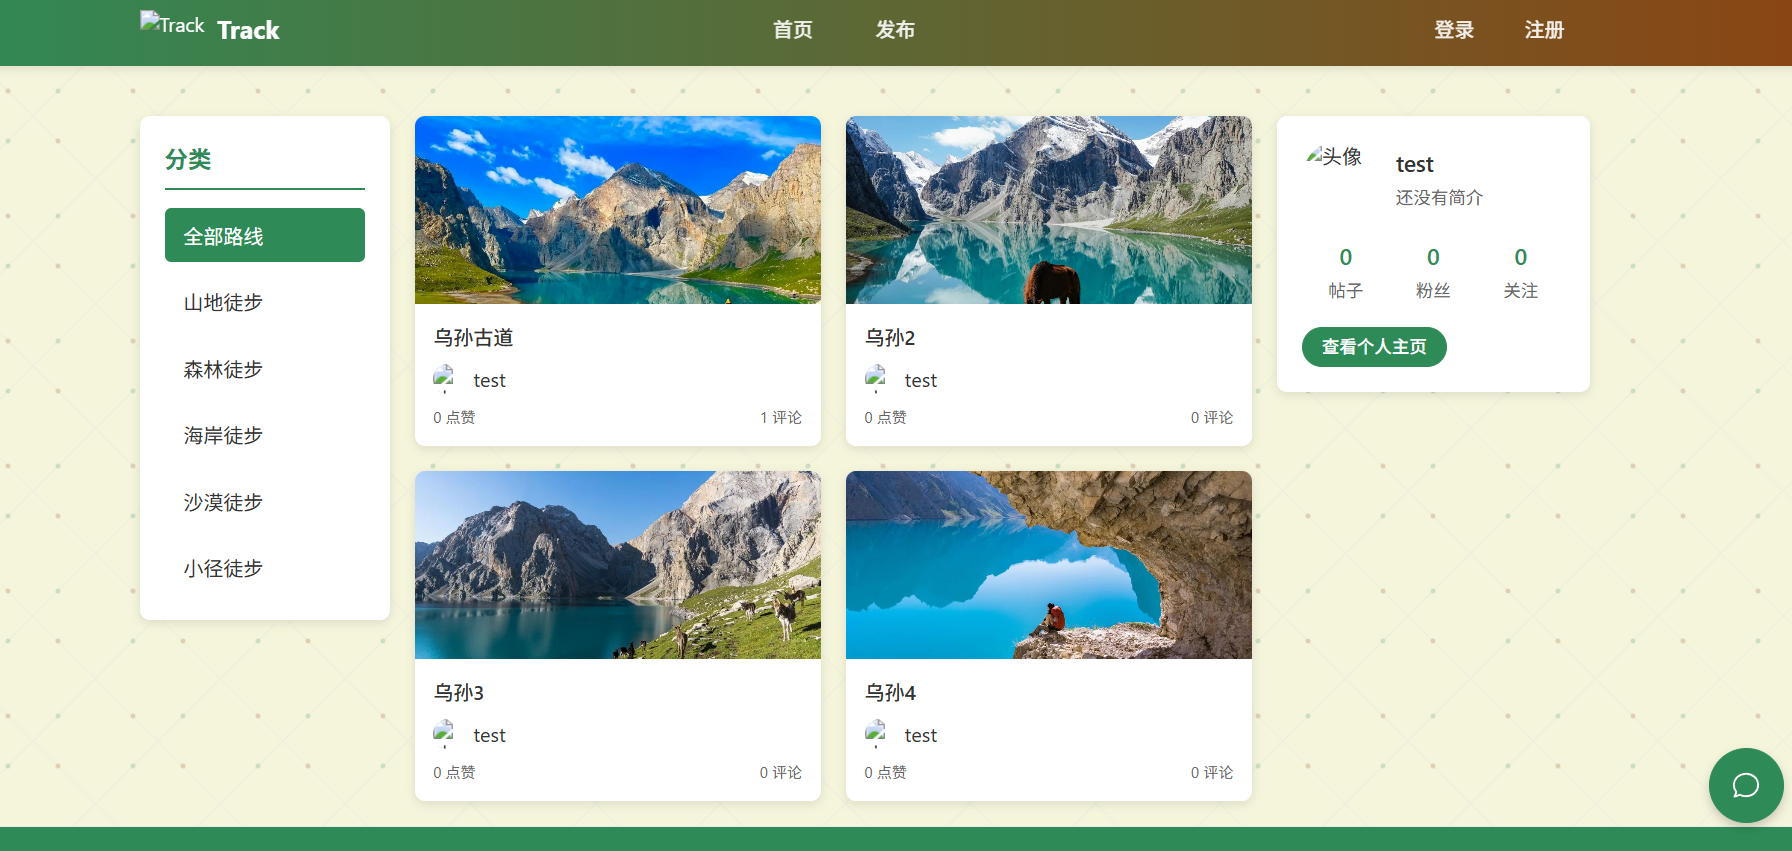 Track Track 首页 发布 登录 注册
分类
全部路线
山地徒步
森林徒步
海岸徒步
沙漠徒步
小径徒步
乌孙古道
test
0 点赞 1 评论
乌孙2
test
0 点赞 0 评论
乌孙3
test
0 点赞 0 评论
乌孙4
test
0 点赞 0 评论
头像 test
还没有简介
0 0 0
帖子 粉丝 关注
查看个人主页